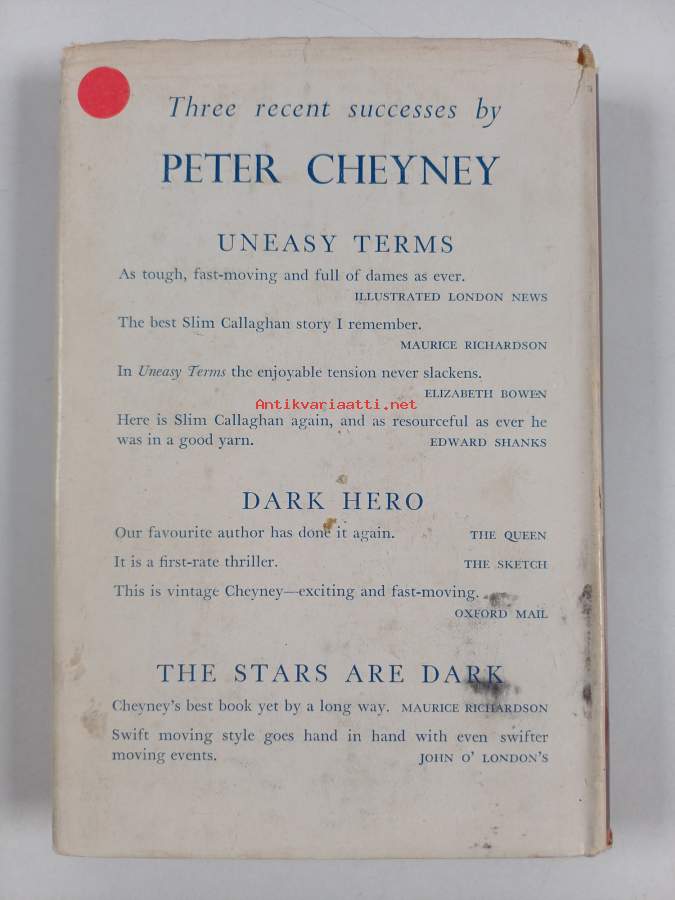 Three recent successes by
PETER CHEYNEY
UNEASY TERMS
As tough, fast-moving and full of dames as ever.
ILLUSTRATED LONDON NEWS
The best Slim Callaghan story I remember.
MAURICE RICHARDSON
In Uneasy Terms the enjoyable tension never slackens.
ELIZABETH BOWEN
Antikvariaatti.net
Here is Slim Callaghan again, and as resourceful as ever he
was in a good yarn. EDWARD SHANKS
DARK HERO
Our favourite author has done it again. THE QUEEN
It is a first-rate thriller. THE SKETCH
This is vintage Cheyney—exciting and fast-moving.
OXFORD MAIL
THE STARS ARE DARK
Cheyney's best book yet by a long way. MAURICE RICHARDSON
Swift moving style goes hand in hand with even swifter
moving events. JOHN O' LONDON'S